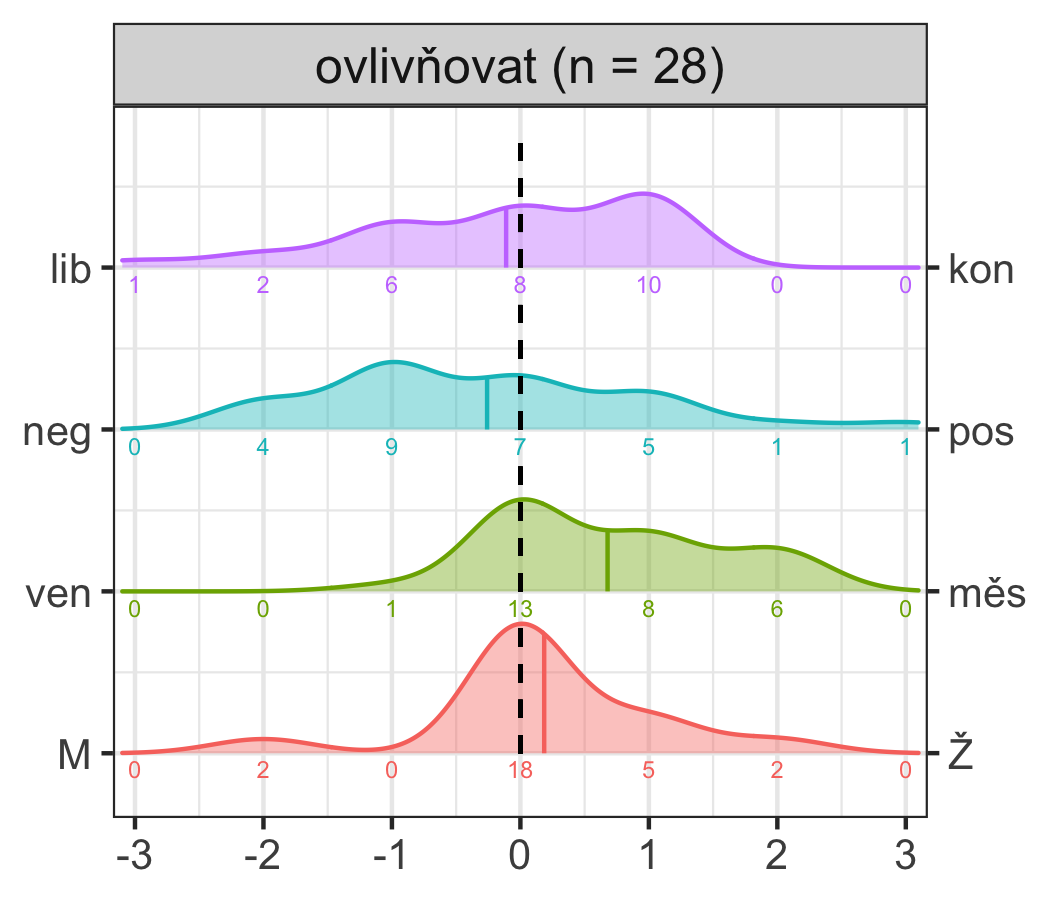 ovlivňovat (n = 28)
lib kon
1 2 6 8 10 0 0
neg pos
0 4 9 7 5 1 1
ven měs
0 0 1 13 8 6 0
M Ž
0 2 0 18 5 2 0
-3 -2 -1 0 1 2 3